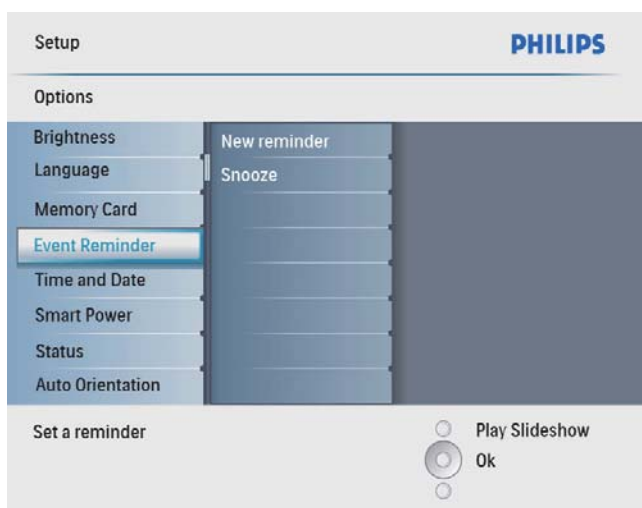 Setup
PHILIPS
Options
Brightness
Language
Memory Card
Event Reminder
Time and Date
Smart Power
Status
Auto Orientation
New reminder
Snooze
Set a reminder
Play Slideshow
Ok